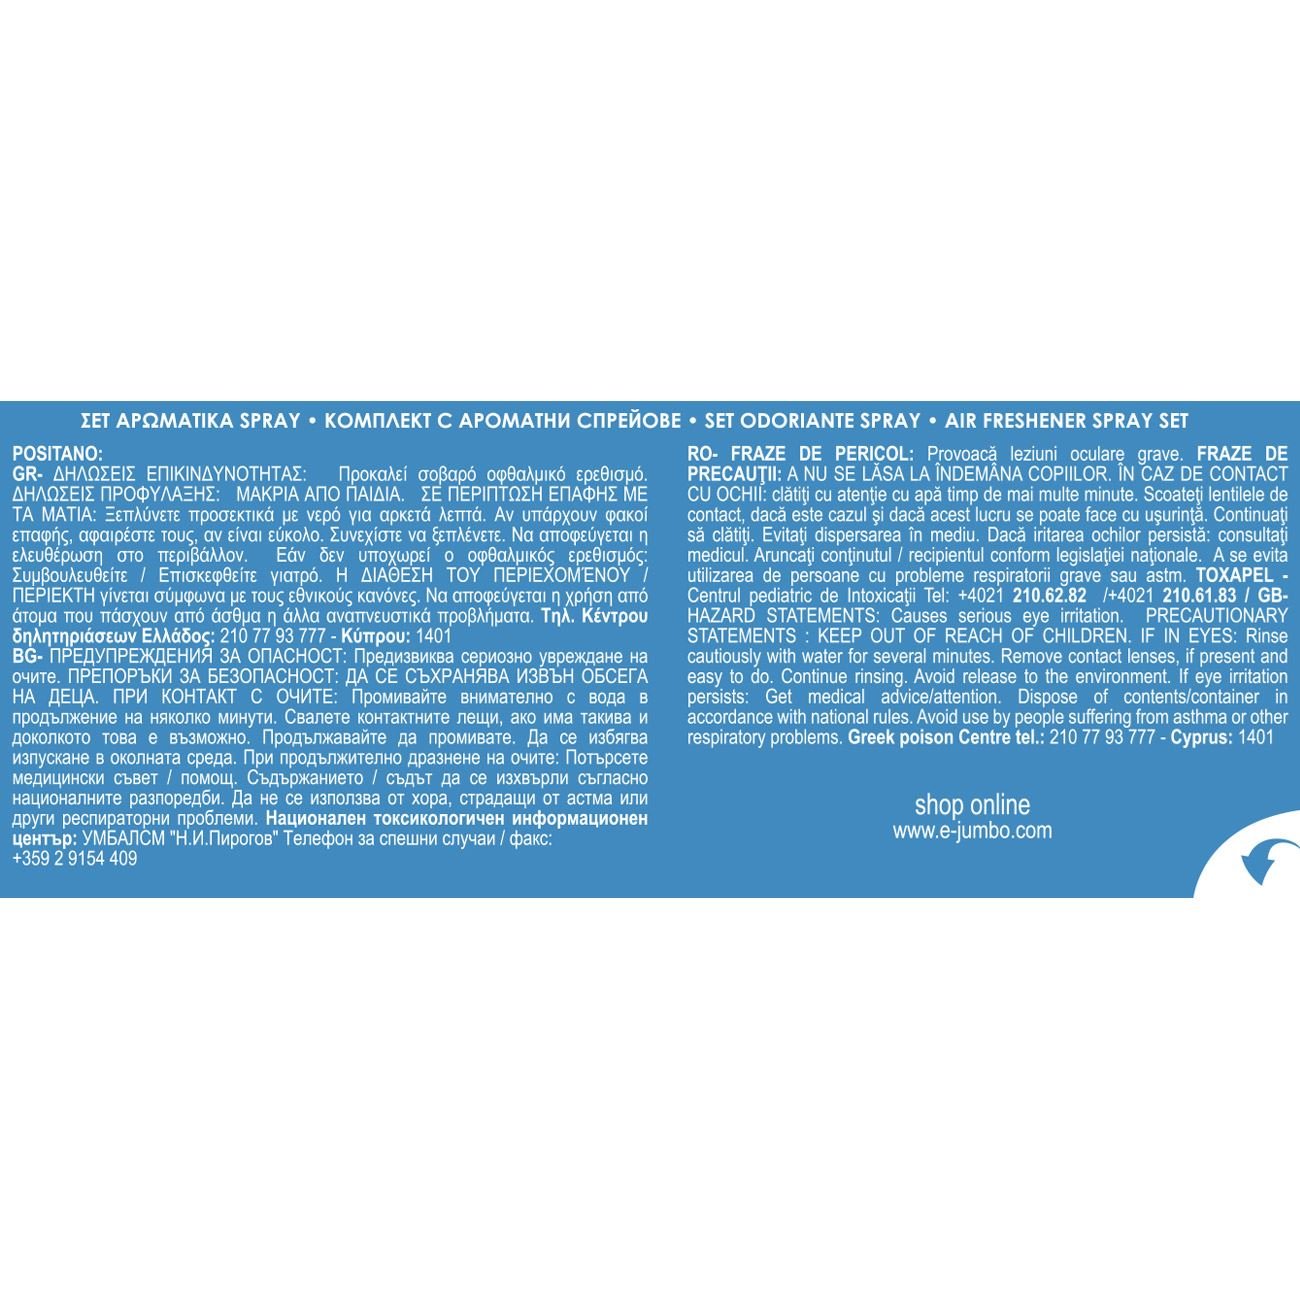 ΣΕΤ ΑΡΩΜΑΤΙΚΑ SPRAY • КОМПЛЕКТ С АРОМАТНИ СПРЕЙОВЕ • SET ODORIANTE SPRAY • AIR FRESHENER SPRAY SET
POSITANO:
GR- ΔΗΛΩΣΕΙΣ ΕΠΙΚΙΝΔΥΝΟΤΗΤΑΣ: Προκαλεί σοβαρό οφθαλμικό ερεθισμό.
ΔΗΛΩΣΕΙΣ ΠΡΟΦΥΛΑΞΗΣ: ΜΑΚΡΙΑ ΑΠΟ ΠΑΙΔΙΑ. ΣΕ ΠΕΡΙΠΤΩΣΗ ΕΠΑΦΗΣ ΜΕ
ΤΑ ΜΑΤΙΑ: Ξεπλύνετε προσεκτικά με νερό για αρκετά λεπτά. Αν υπάρχουν φακοί
επαφής, αφαιρέστε τους, αν είναι εύκολο. Συνεχίστε να ξεπλένετε. Να αποφεύγεται η
ελευθέρωση στο περιβάλλον. Εάν δεν υποχωρεί ο οφθαλμικός ερεθισμός:
Συμβουλευθείτε / Επισκεφθείτε γιατρό. Η ΔΙΑΘΕΣΗ ΤΟΥ ΠΕΡΙΕΧΟΜΈΝΟΥ /
ΠΕΡΙΕΚΤΗ γίνεται σύμφωνα με τους εθνικούς κανόνες. Να αποφεύγεται η χρήση από
άτομα που πάσχουν από άσθμα η άλλα αναπνευστικά προβλήματα. Τηλ. Κέντρου
δηλητηριάσεων Ελλάδος: 210 77 93 777 - Κύπρου: 1401
BG- ПРЕДУПРЕЖДЕНИЯ ЗА ОПАСНОСТ: Предизвиква сериозно увреждане на
очите. ПРЕПОРЪКИ ЗА БЕЗОПАСНОСТ: ДА СЕ СЪХРАНЯВА ИЗВЪН ОБСЕГА
НА ДЕЦА. ПРИ КОНТАКТ С ОЧИТЕ: Промивайте внимателно с вода в
продължение на няколко минути. Свалете контактните лещи, ако има такива и
доколкото това е възможно. Продължавайте да промивате. Да се избягва
изпускане в околната среда. При продължително дразнене на очите: Потърсете
медицински съвет / помощ. Съдържанието / съдът да се изхвърли съгласно
националните разпоредби. Да не се използва от хора, страдащи от астма или
други респираторни проблеми. Национален токсикологичен информационен
център: УМБАЛСМ "Н.И.Пирогов" Телефон за спешни случаи / факс:
+359 2 9154 409
RO- FRAZE DE PERICOL: Provoacă leziuni oculare grave. FRAZE DE
PRECAUŢII: A NU SE LĂSA LA ÎNDEMÂNA COPIILOR. ÎN CAZ DE CONTACT
CU OCHII: clătiţi cu atenţie cu apă timp de mai multe minute. Scoateţi lentilele de
contact, dacă este cazul şi dacă acest lucru se poate face cu uşurinţă. Continuaţi
să clătiţi. Evitaţi dispersarea în mediu. Dacă iritarea ochilor persistă: consultaţi
medicul. Aruncaţi conţinutul / recipientul conform legislaţiei naţionale. A se evita
utilizarea de persoane cu probleme respiratorii grave sau astm. TOXAPEL -
Centrul pediatric de Intoxicaţii Tel: +4021 210.62.82 /+4021 210.61.83 / GB-
HAZARD STATEMENTS: Causes serious eye irritation. PRECAUTIONARY
STATEMENTS : KEEP OUT OF REACH OF CHILDREN. IF IN EYES: Rinse
cautiously with water for several minutes. Remove contact lenses, if present and
easy to do. Continue rinsing. Avoid release to the environment. If eye irritation
persists: Get medical advice/attention. Dispose of contents/container in
accordance with national rules. Avoid use by people suffering from asthma or other
respiratory problems. Greek poison Centre tel.: 210 77 93 777 - Cyprus: 1401
shop online
www.e-jumbo.com